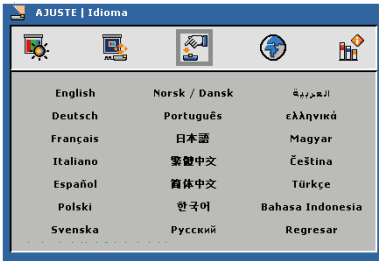 AJUSTE | Idioma
English Norsk / Dansk العربية
Deutsch Português ελληνικά
Français 日本語 Magyar
Italiano 繁體中文 Čeština
Español 简体中文 Türkçe
Polski 한국어 Bahasa Indonesia
Svenska Русский Regresar